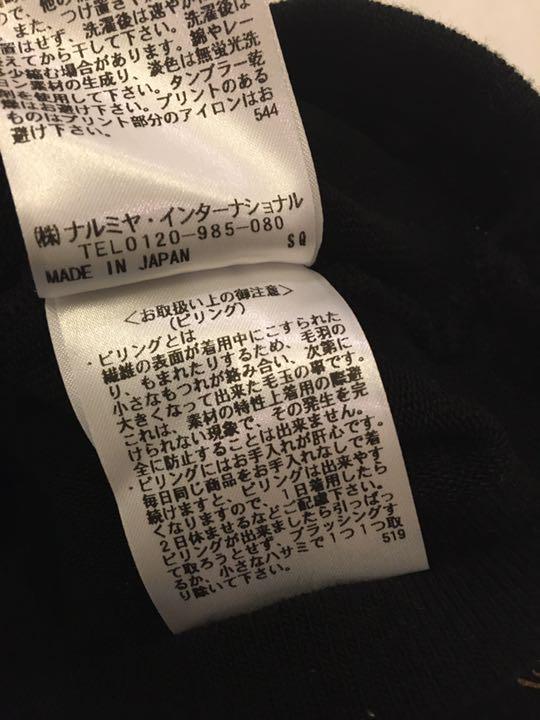 ので、つけ置き
また、洗濯後は速やか
置はせず、洗濯後は
えてから干して下さい。綿やレー
多少縮む場合があります。
ヨン素材の生成り、淡色は無蛍光洗
剤を使用して下さい。タンブラー乾
燥はお避け下さい。プリントのある
ものはプリント部分のアイロンはお
避け下さい。
544
(株)ナルミヤ・インターナショナル
TEL0120-985-080
SQ
MADE IN JAPAN
<お取扱い上の御注意>
(ピリング)
・ピリングとは
繊維の表面が着用中にこすられた
り、もまれたりするため、毛羽の
小さなもつれが絡み合い、次第に
大きくなって出来た毛玉の事です。
これは、素材の特性上着用の際避
けられない現象で、その発生を完
全に防止することは出来ません。
・ピリングにはお手入れが肝心です。
毎日同じ商品をお手入れなしで着
続けますと、ピリングは出来やす
くなりますので、1日着用したら
2日休ませるなどご配慮下さい。
ピリングが出来ましたら引っぱっ
て取ろうとせず、ブラッシングす
るか、小さなハサミで1つ1つ取
り除いて下さい。
519